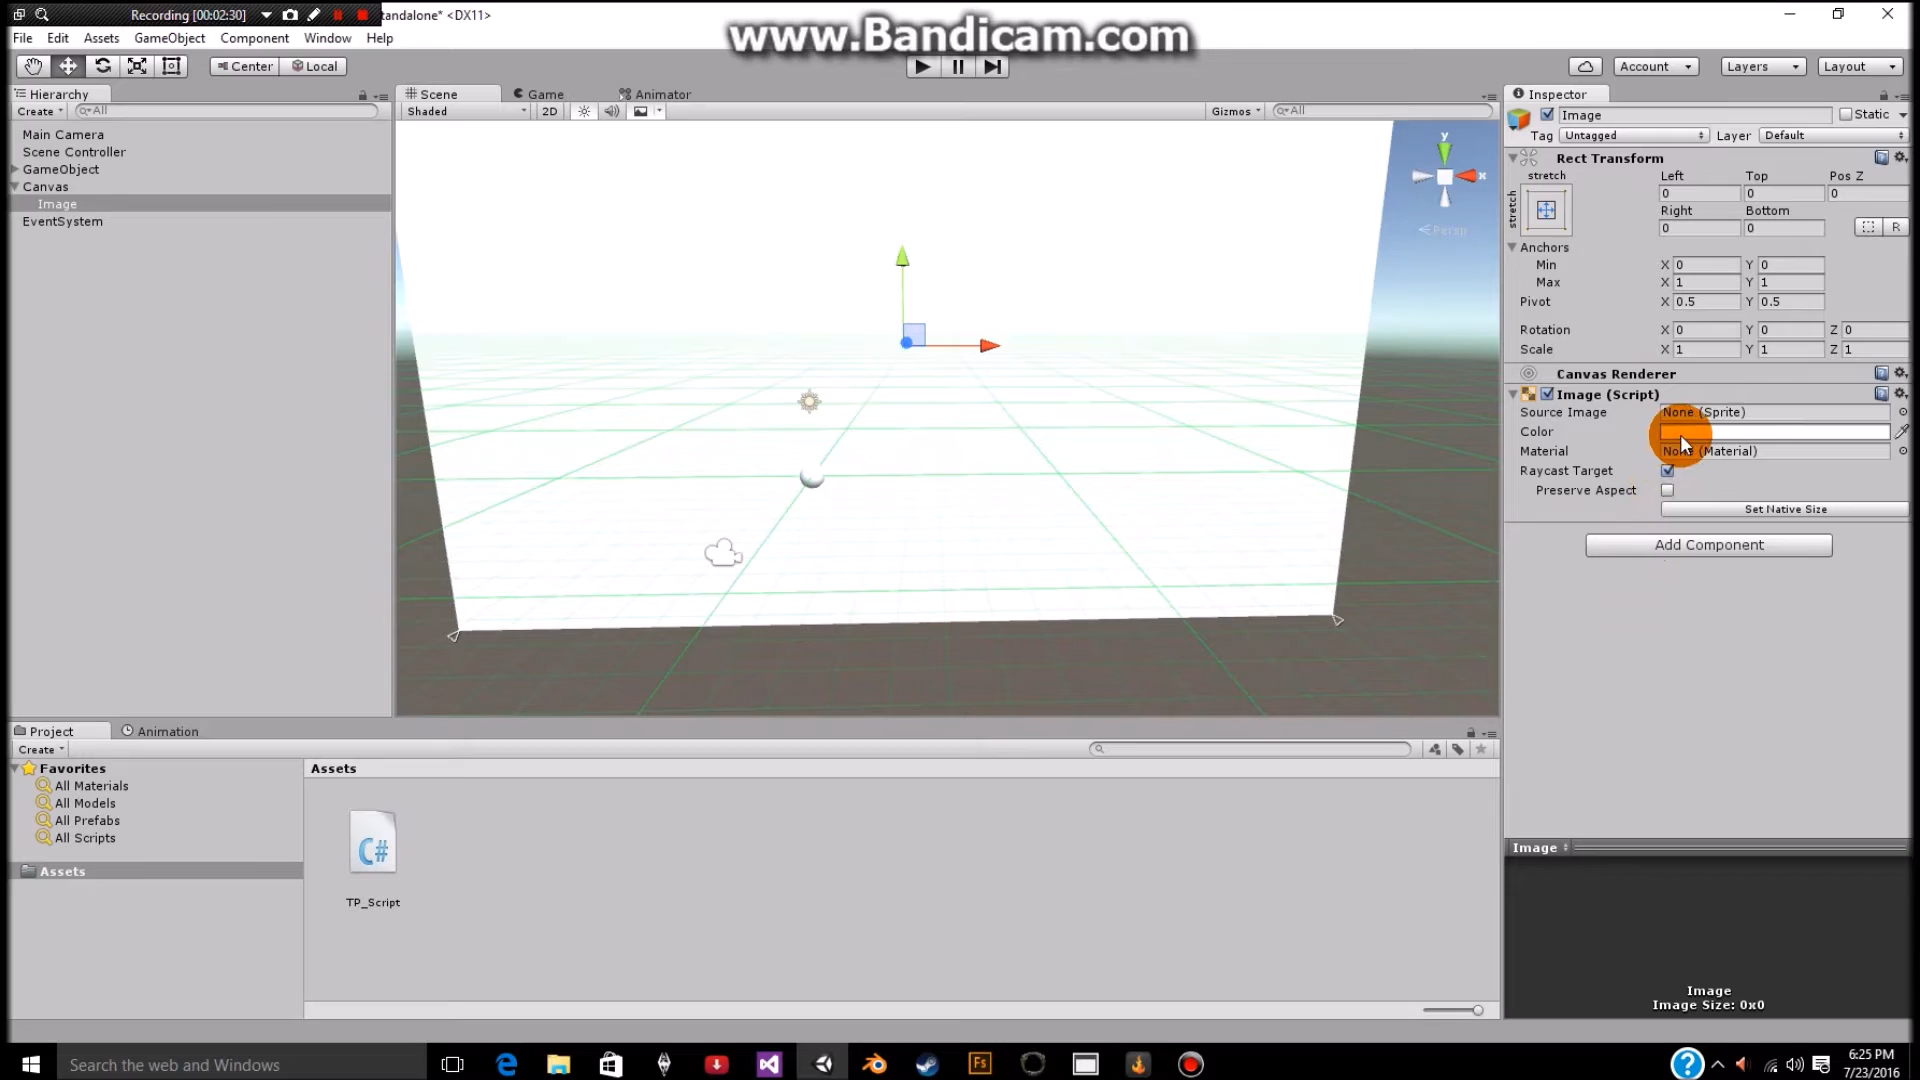 Recording [00:02:30]
tandalone* <DX11>
www.Bandicam.com
File Edit Assets GameObject Component Window Help
Center Local
Account Layers Layout
Hierarchy
Create All
Main Camera
Scene Controller
GameObject
Canvas
Image
EventSystem
Scene Game Animator
Shaded 2D Gizmos All
y
x
Persp
Inspector
Image Static
Tag Untagged Layer Default
Rect Transform
stretch Left Top Pos Z
stretch
0 0 0
Right Bottom
0 0 R
Anchors
Min X 0 Y 0
Max X 1 Y 1
Pivot X 0.5 Y 0.5
Rotation X 0 Y 0 Z 0
Scale X 1 Y 1 Z 1
Canvas Renderer
Image (Script)
Source Image None (Sprite)
Color
Material None (Material)
Raycast Target
Preserve Aspect
Set Native Size
Add Component
Project Animation
Create
Favorites
All Materials
All Models
All Prefabs
All Scripts
Assets
Assets
C#
TP_Script
Image
Image
Image Size: 0x0
Search the web and Windows
Fs
?
6:25 PM
7/23/2016